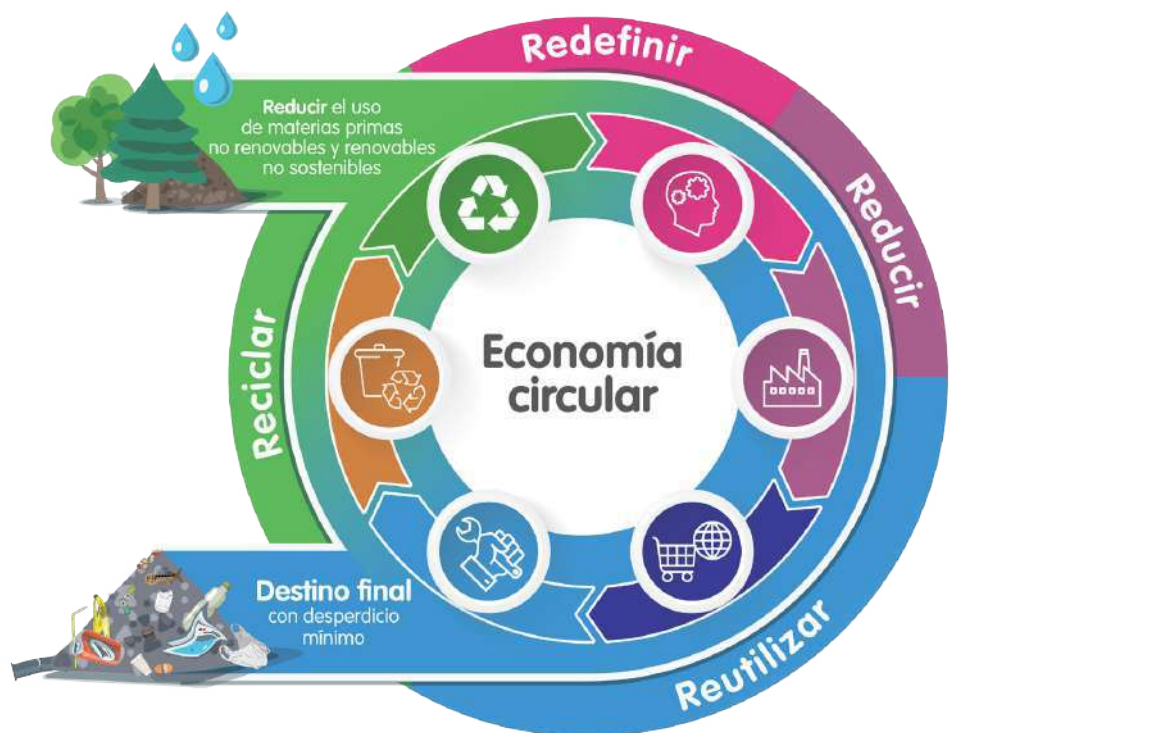 Redefinir
Reducir el uso
de materias primas
no renovables y renovables
no sostenibles
Reducir
Economía
circular
Reciclar
Destino final
con desperdicio
mínimo
Reutilizar